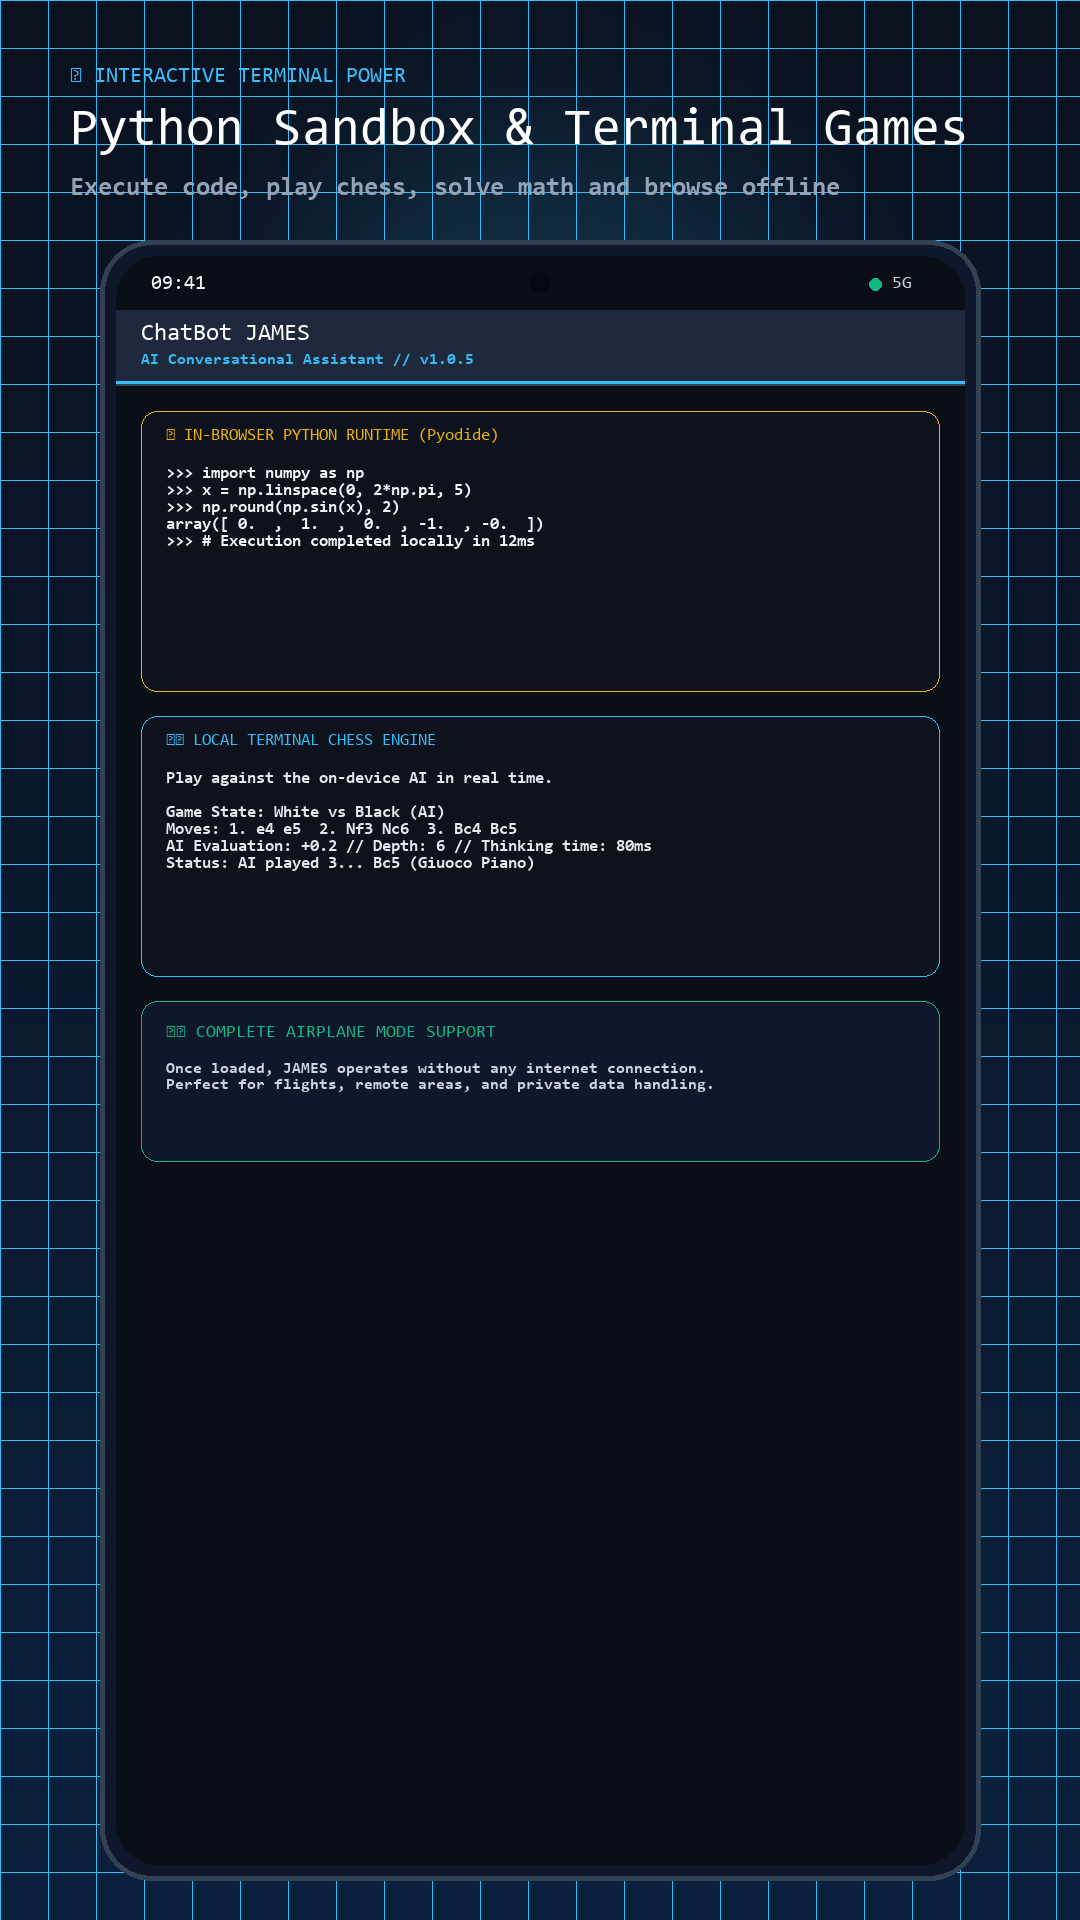 INTERACTIVE TERMINAL POWER
Python Sandbox & Terminal Games
Execute code, play chess, solve math and browse offline
09:41
5G
ChatBot JAMES
AI Conversational Assistant // v1.0.5
IN-BROWSER PYTHON RUNTIME (Pyodide)
>>> import numpy as np
>>> x = np.linspace(0, 2*np.pi, 5)
>>> np.round(np.sin(x), 2)
array([ 0.  ,  1.  ,  0.  , -1.  , -0.  ])
>>> # Execution completed locally in 12ms
LOCAL TERMINAL CHESS ENGINE
Play against the on-device AI in real time.
Game State: White vs Black (AI)
Moves: 1. e4 e5  2. Nf3 Nc6  3. Bc4 Bc5
AI Evaluation: +0.2 // Depth: 6 // Thinking time: 80ms
Status: AI played 3... Bc5 (Giuoco Piano)
COMPLETE AIRPLANE MODE SUPPORT
Once loaded, JAMES operates without any internet connection.
Perfect for flights, remote areas, and private data handling.